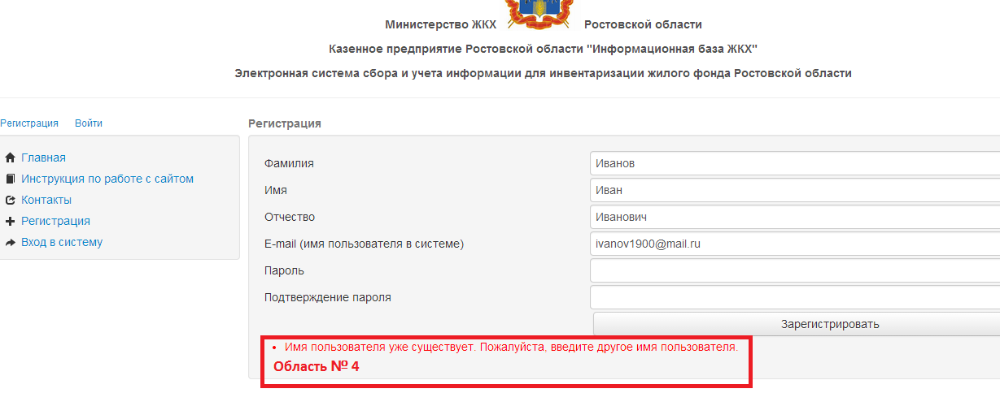 Министерство ЖКХ Ростовской области
Казенное предприятие Ростовской области "Информационная база ЖКХ"
Электронная система сбора и учета информации для инвентаризации жилого фонда Ростовской области
Регистрация Войти
Главная
Инструкция по работе с сайтом
Контакты
Регистрация
Вход в систему
Регистрация
Фамилия Иванов
Имя Иван
Отчество Иванович
E-mail (имя пользователя в системе) ivanov1900@mail.ru
Пароль
Подтверждение пароля
Зарегистрировать
• Имя пользователя уже существует. Пожалуйста, введите другое имя пользователя.
Область № 4